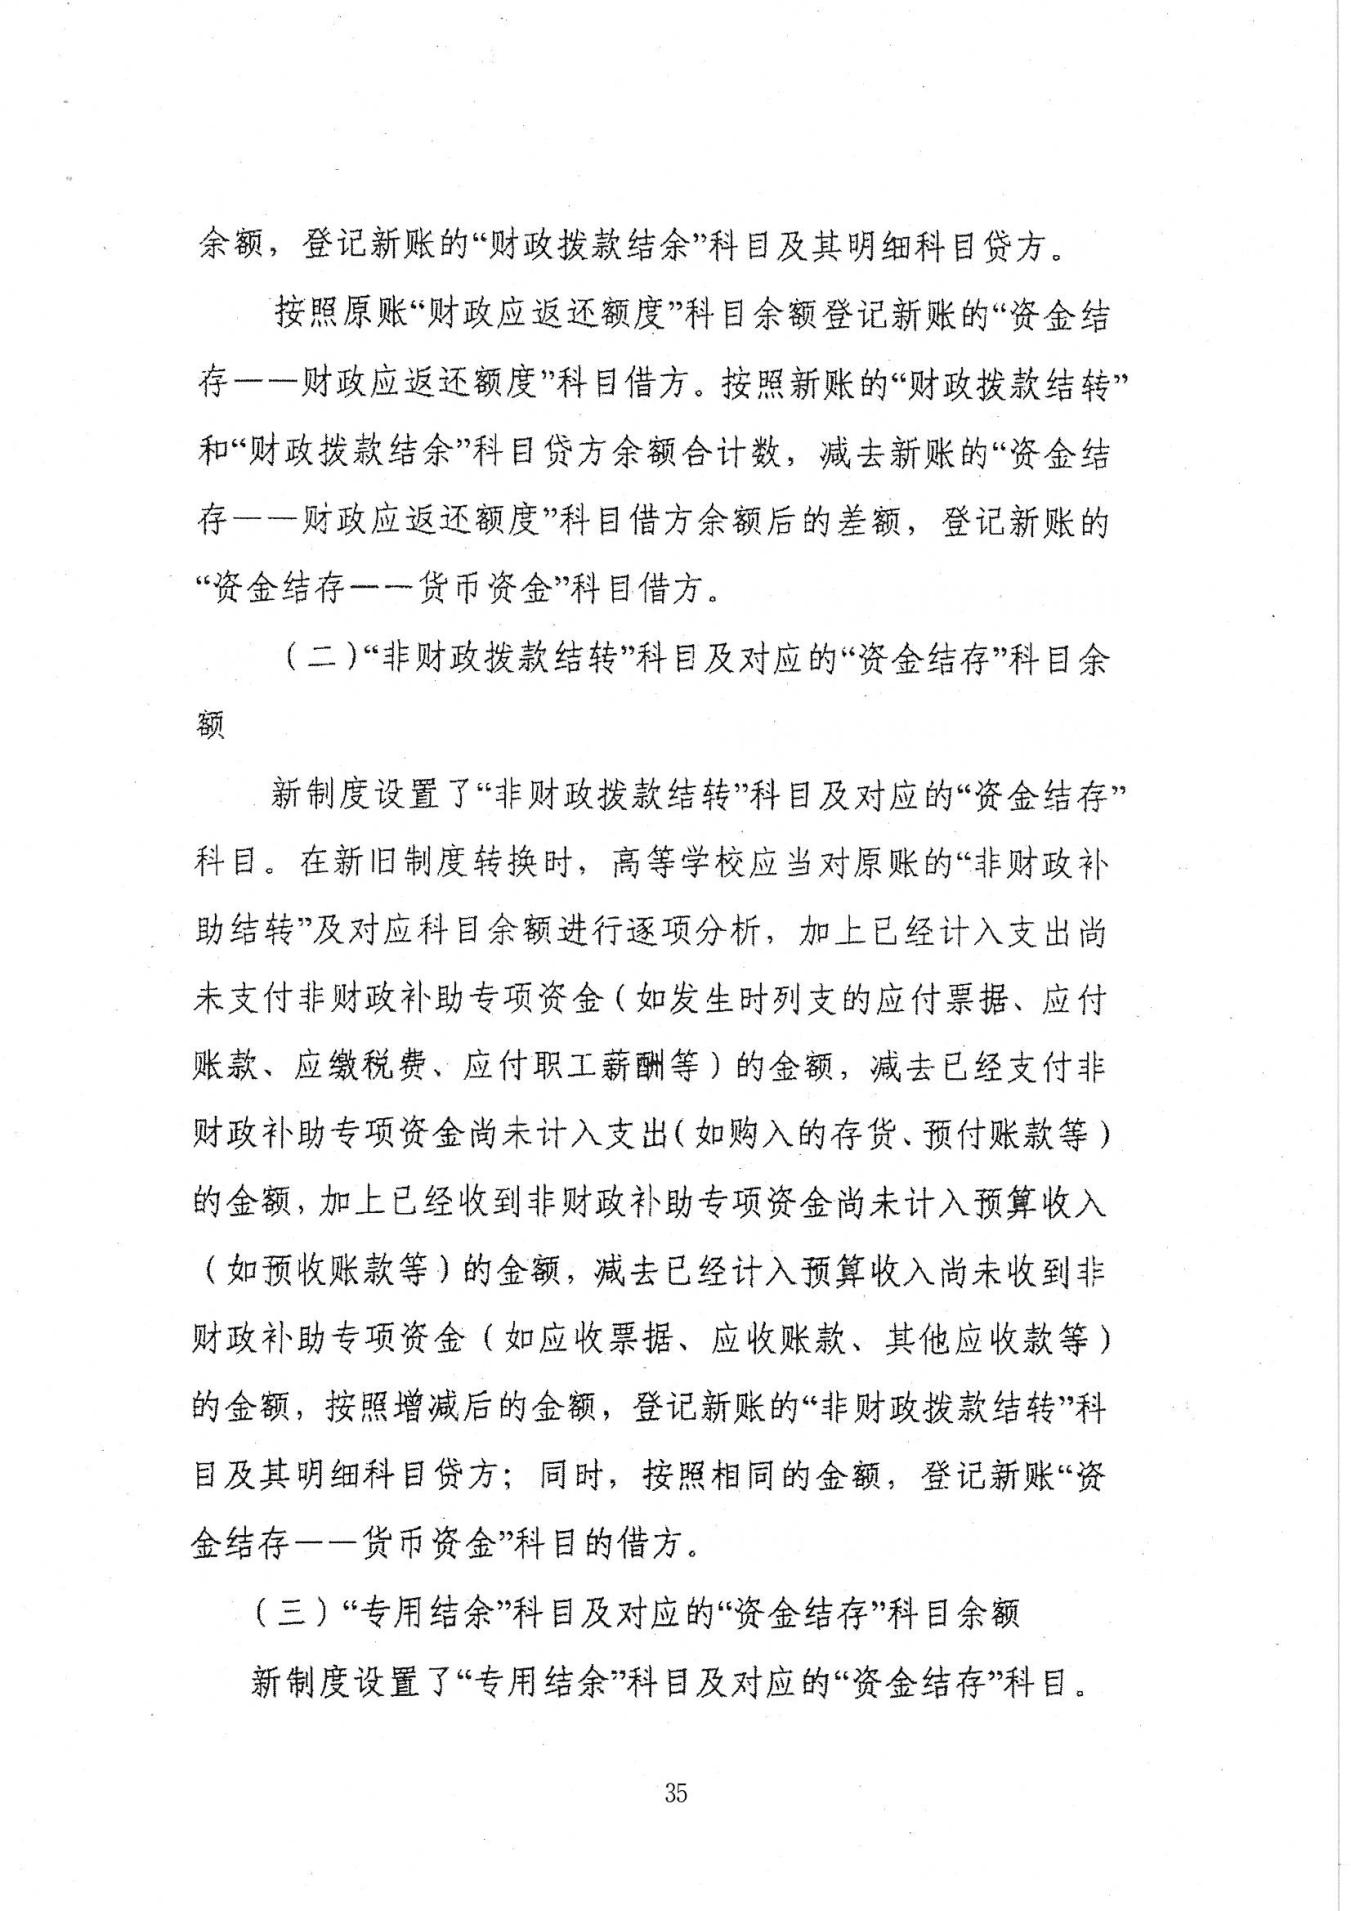 余额，登记新账的“财政拨款结余”科目及其明细科目贷方。
按照原账“财政应返还额度”科目余额登记新账的“资金结
存——财政应返还额度”科目借方。按照新账的“财政拨款结转”
和“财政拨款结余”科目贷方余额合计数，减去新账的“资金结
存——财政应返还额度”科目借方余额后的差额，登记新账的
“资金结存——货币资金”科目借方。
（二）“非财政拨款结转”科目及对应的“资金结存”科目余
额
新制度设置了“非财政拨款结转”科目及对应的“资金结存”
科目。在新旧制度转换时，高等学校应当对原账的“非财政补
助结转”及对应科目余额进行逐项分析，加上已经计入支出尚
未支付非财政补助专项资金（如发生时列支的应付票据、应付
账款、应缴税费、应付职工薪酬等）的金额，减去已经支付非
财政补助专项资金尚未计入支出（如购入的存货、预付账款等）
的金额，加上已经收到非财政补助专项资金尚未计入预算收入
（如预收账款等）的金额，减去已经计入预算收入尚未收到非
财政补助专项资金（如应收票据、应收账款、其他应收款等）
的金额，按照增减后的金额，登记新账的“非财政拨款结转”科
目及其明细科目贷方；同时，按照相同的金额，登记新账“资
金结存——货币资金”科目的借方。
（三）“专用结余”科目及对应的“资金结存”科目余额
新制度设置了“专用结余”科目及对应的“资金结存”科目。
35